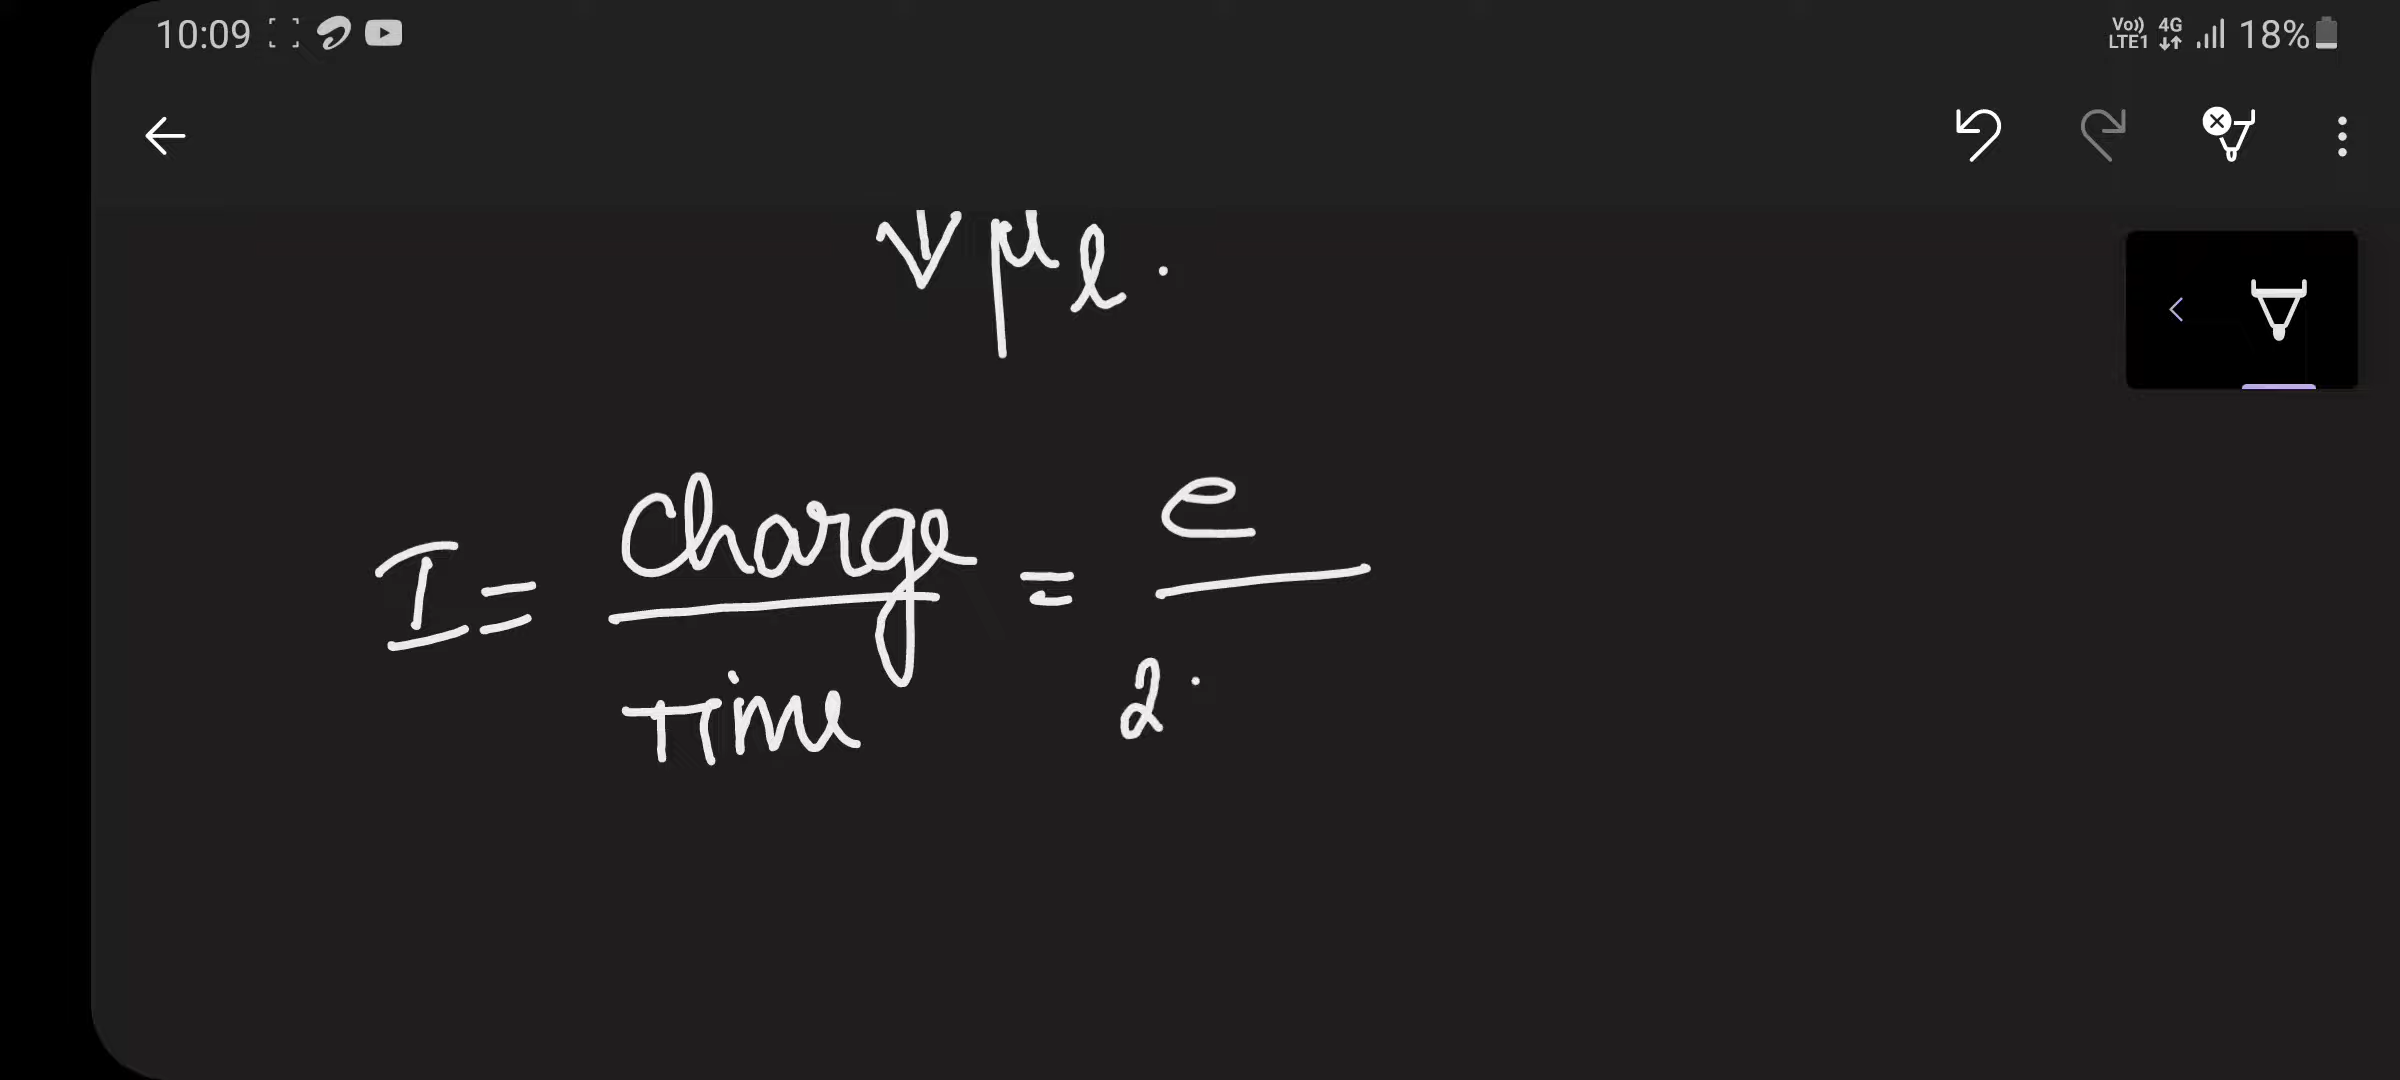 10:09 Vo)) LTE1 4G 18%
μl.
I = Charge / Time = e / 2.